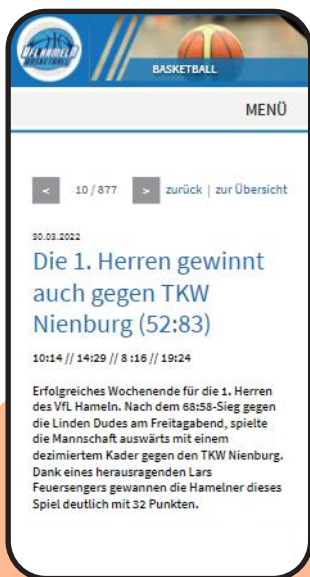 VFL HAMELN
BASKETBALL
BASKETBALL
MENÜ
< 10 / 877 > zurück | zur Übersicht
30.03.2022
Die 1. Herren gewinnt
auch gegen TKW
Nienburg (52:83)
10:14 // 14:29 // 8 :16 // 19:24
Erfolgreiches Wochenende für die 1. Herren
des VfL Hameln. Nach dem 68:58-Sieg gegen
die Linden Dudes am Freitagabend, spielte
die Mannschaft auswärts mit einem
dezimiertem Kader gegen den TKW Nienburg.
Dank eines herausragenden Lars
Feuersengers gewannen die Hamelner dieses
Spiel deutlich mit 32 Punkten.